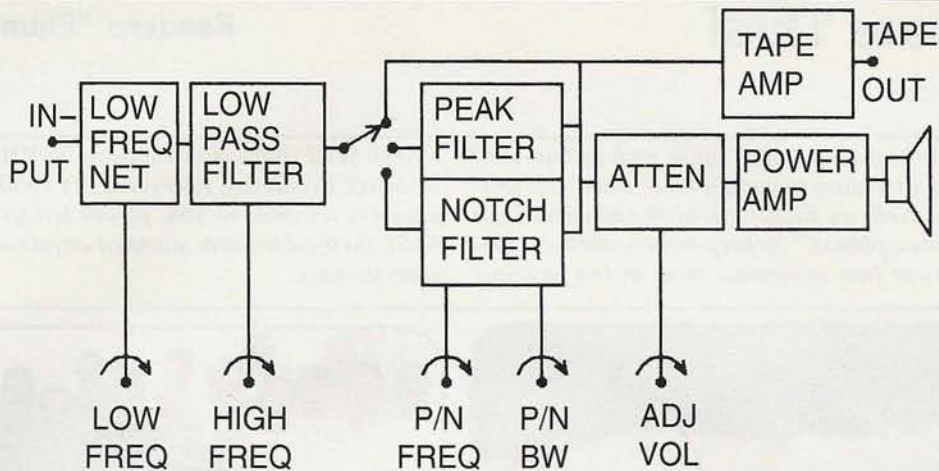 TAPE
AMP
TAPE
OUT
IN-
PUT
LOW
FREQ
NET
LOW
PASS
FILTER
PEAK
FILTER
NOTCH
FILTER
ATTEN
POWER
AMP
LOW
FREQ
HIGH
FREQ
P/N
FREQ
P/N
BW
ADJ
VOL